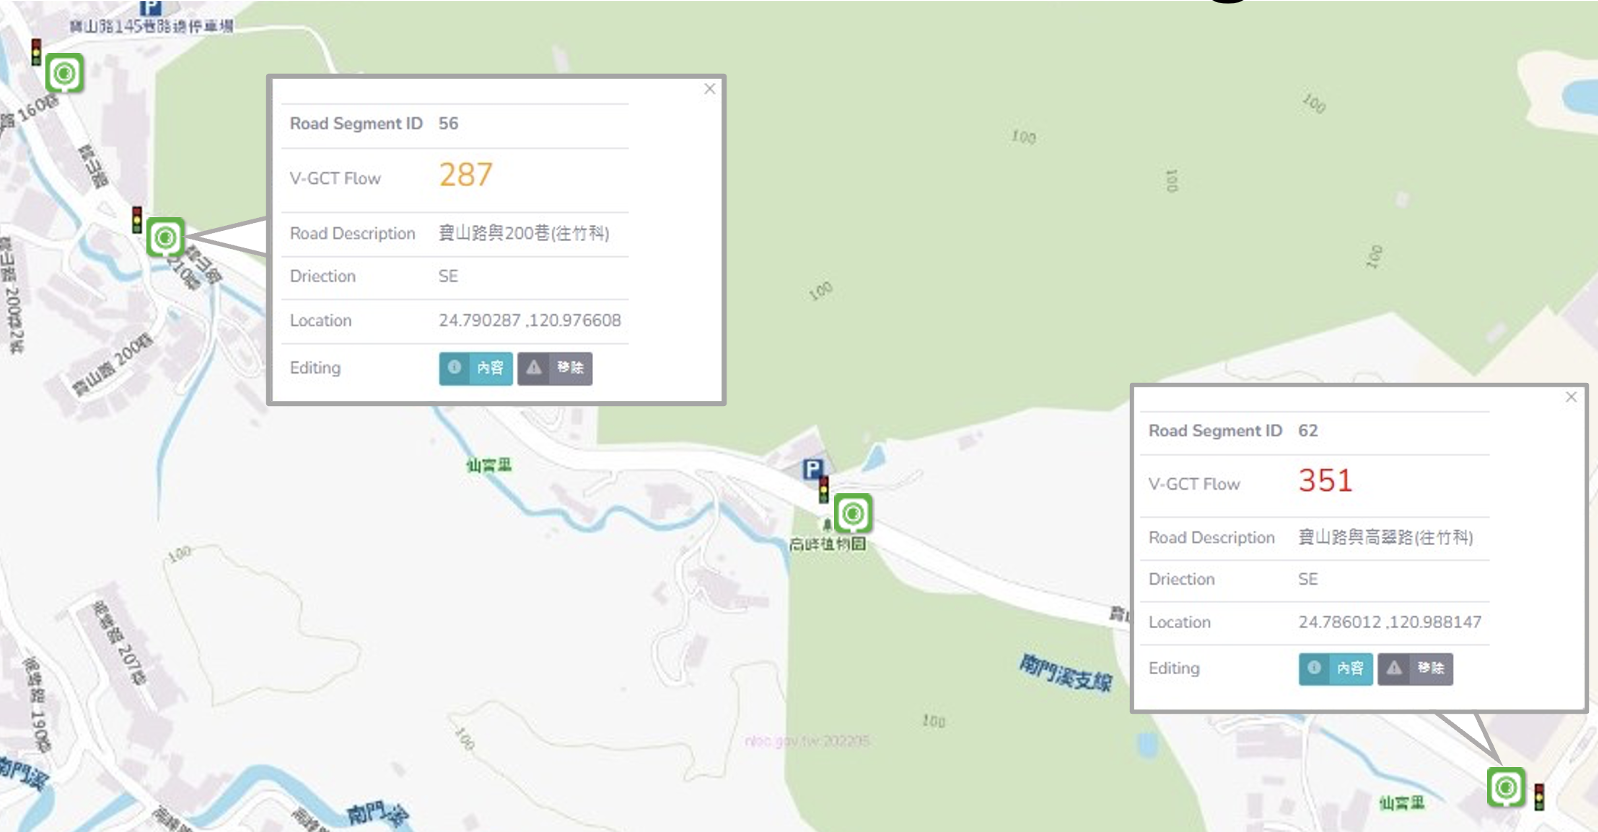 寶山路145巷路邊停車場
路 160巷
寶山路
寶山路
210巷
寶山路 200巷2弄
寶山路 200巷
×
Road Segment ID 56
V-GCT Flow 287
Road Description 寶山路與200巷(往竹科)
Driection SE
Location 24.790287 ,120.976608
Editing 內容 移除
100
100
100
100
100
仙宮里
P
高峰植物園
×
Road Segment ID 62
V-GCT Flow 351
Road Description 寶山路與高翠路(往竹科)
Driection SE
Location 24.786012 ,120.988147
Editing 內容 移除
100
207巷
190巷
寶山
南門溪支線
100
100
nlsc.gov.tw:202205
南門溪
南門溪
高峰路
高峰路
仙宮里